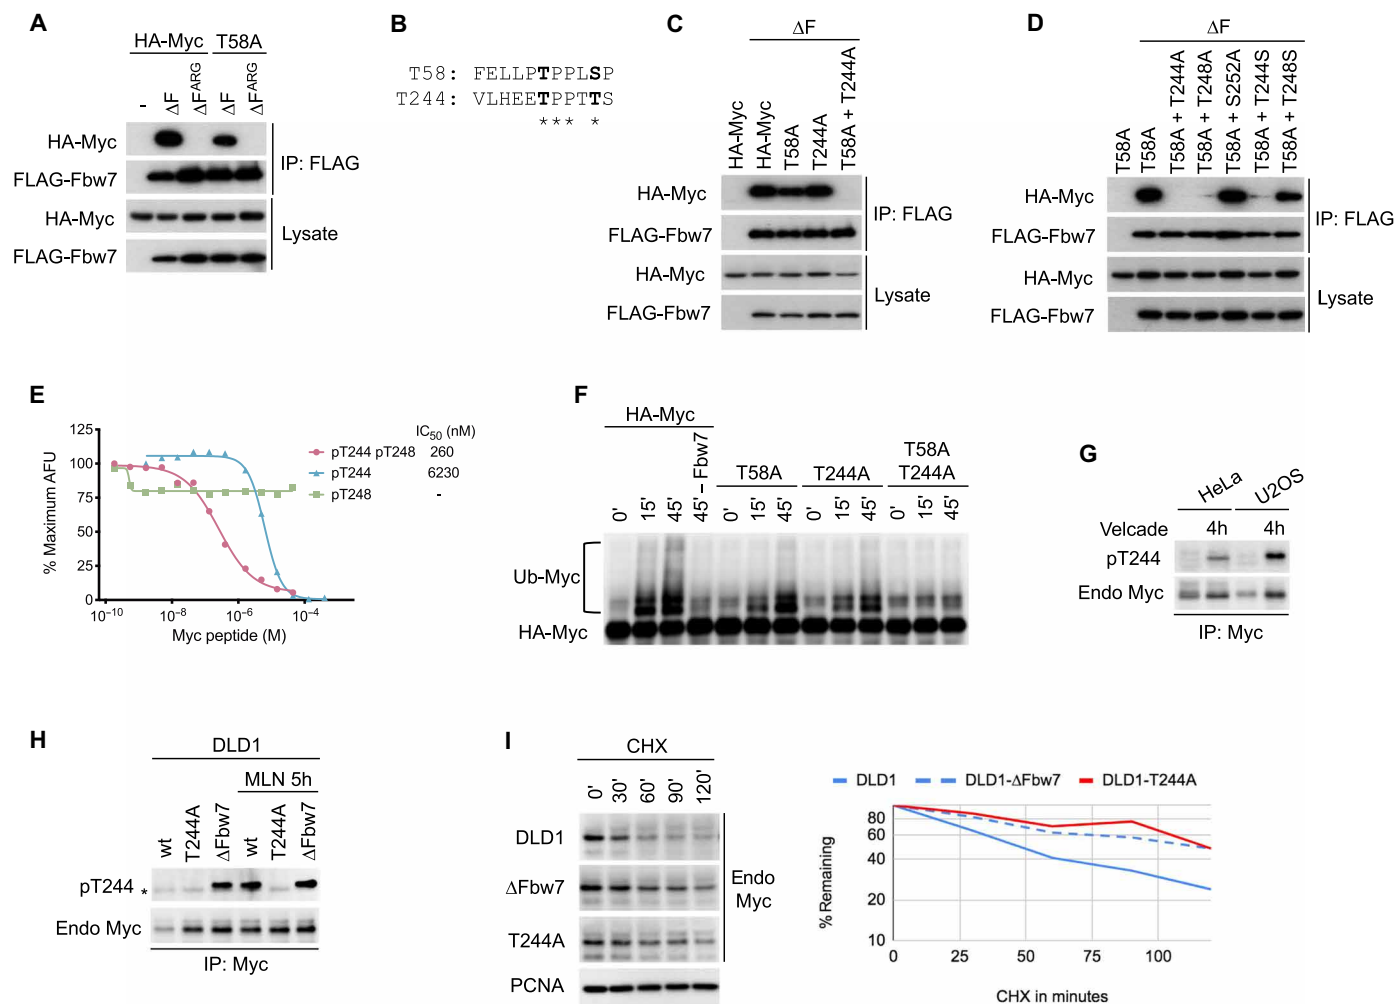 A
HA-Myc T58A
- ΔF ΔF^ARG ΔF ΔF^ARG
HA-Myc
FLAG-Fbw7
IP: FLAG
HA-Myc
FLAG-Fbw7
Lysate
B
T58: FELLPTPPLSP
T244: VLHEETPPTTS
*** *
C
ΔF
HA-Myc HA-Myc T58A T244A T58A + T244A
HA-Myc
FLAG-Fbw7
IP: FLAG
HA-Myc
FLAG-Fbw7
Lysate
D
ΔF
T58A T58A T58A + T244A T58A + T248A T58A + S252A T58A + T244S T58A + T248S
HA-Myc
FLAG-Fbw7
IP: FLAG
HA-Myc
FLAG-Fbw7
Lysate
E
% Maximum AFU
125
100
75
50
25
0
10⁻¹⁰ 10⁻⁸ 10⁻⁶ 10⁻⁴
Myc peptide (M)
IC₅₀ (nM)
pT244 pT248 260
pT244 6230
pT248 -
F
HA-Myc
T58A T244A T58A T244A
0' 15' 45' 45' – Fbw7 0' 15' 45' 0' 15' 45' 0' 15' 45'
Ub-Myc
HA-Myc
G
HeLa U2OS
Velcade 4h 4h
pT244
Endo Myc
IP: Myc
H
DLD1
MLN 5h
wt T244A ΔFbw7 wt T244A ΔFbw7
pT244 *
Endo Myc
IP: Myc
I
CHX
0' 30' 60' 90' 120'
DLD1
ΔFbw7
T244A
PCNA
Endo
Myc
DLD1 DLD1-ΔFbw7 DLD1-T244A
% Remaining
80
60
40
20
10
0 25 50 75 100
CHX in minutes